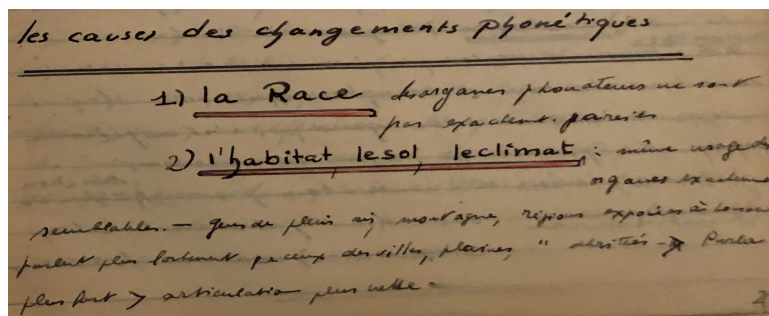 les causes des changements phonétiques
1) la Race les organes phonateurs ne sont
pas exactemt. pareils
2) l'habitat, le sol, le climat, : même usage des
organes exactement
semblables. — gens de plein air, montagne, régions exposées à
parlent plus fortement que ceux des villes, plaines, " abritées → Parler
plus fort > articulation plus nette.
2